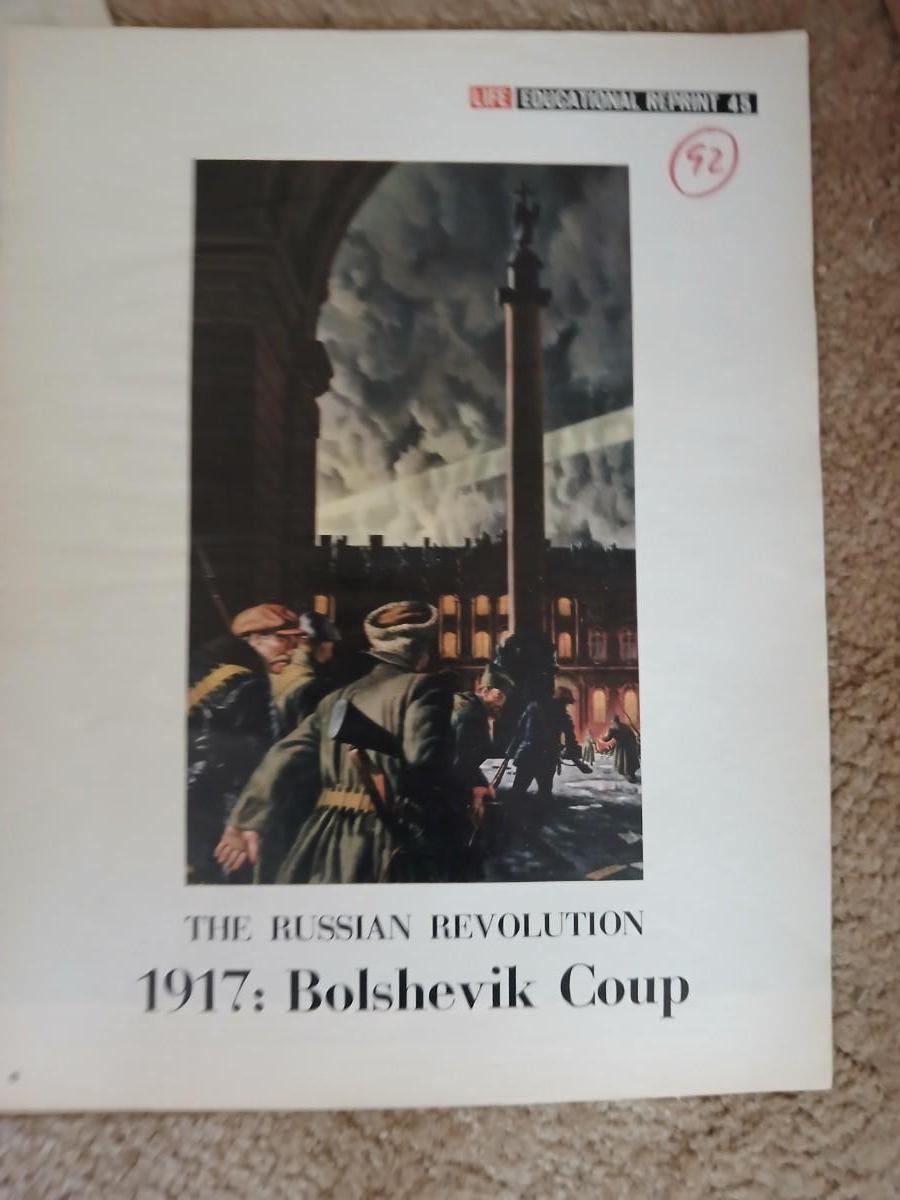 LIFE EDUCATIONAL REPRINT 45
92
THE RUSSIAN REVOLUTION
1917: Bolshevik Coup